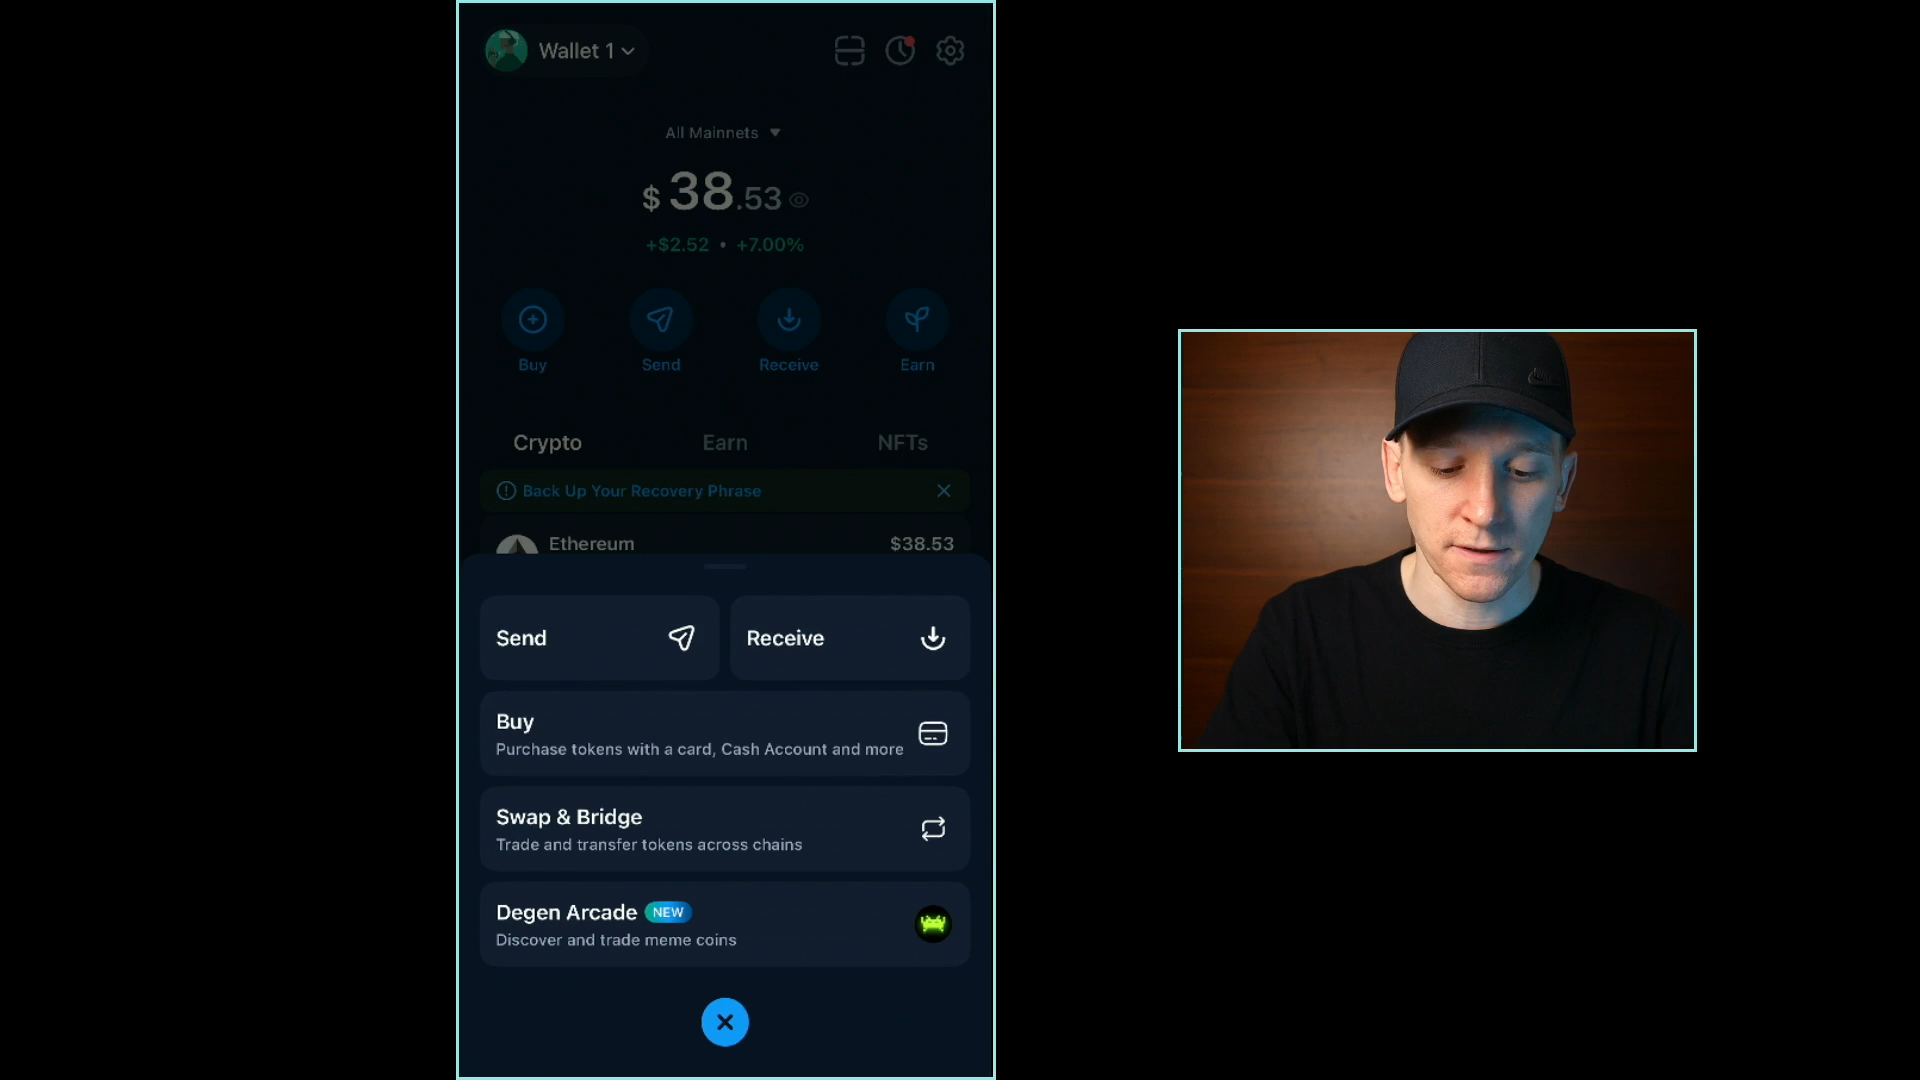 Wallet 1
All Mainnets
$ 38.53
+$2.52 • +7.00%
Buy Send Receive Earn
Crypto Earn NFTs
Back Up Your Recovery Phrase
Ethereum $38.53
Send Receive
Buy
Purchase tokens with a card, Cash Account and more
Swap & Bridge
Trade and transfer tokens across chains
Degen Arcade NEW
Discover and trade meme coins